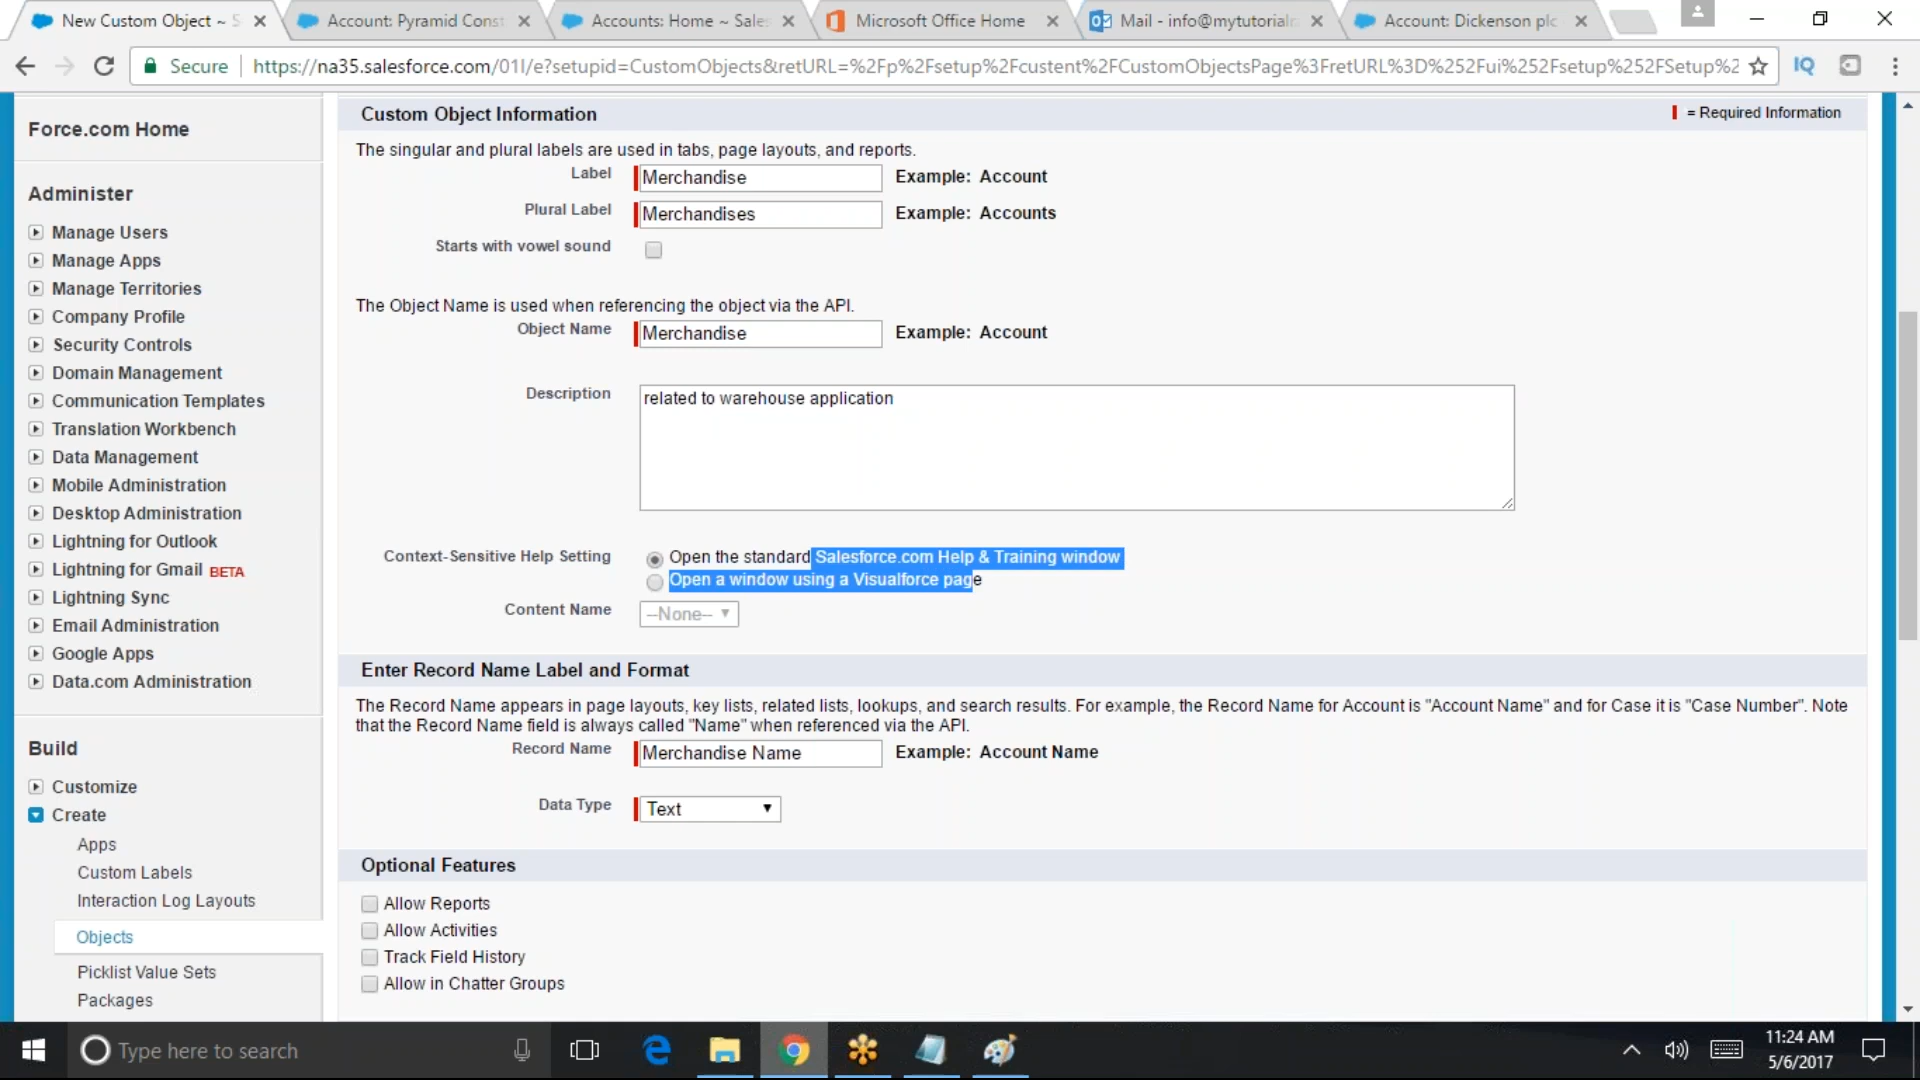 New Custom Object ~ S
Account: Pyramid Const
Accounts: Home ~ Sales
Microsoft Office Home
Mail - info@mytutorialr
Account: Dickenson plc
Secure
https://na35.salesforce.com/01I/e?setupid=CustomObjects&retURL=%2Fp%2Fsetup%2Fcustent%2FCustomObjectsPage%3FretURL%3D%252Fui%252Fsetup%252FSetup%2
IQ
Force.com Home
Administer
Manage Users
Manage Apps
Manage Territories
Company Profile
Security Controls
Domain Management
Communication Templates
Translation Workbench
Data Management
Mobile Administration
Desktop Administration
Lightning for Outlook
Lightning for Gmail BETA
Lightning Sync
Email Administration
Google Apps
Data.com Administration
Build
Customize
Create
Apps
Custom Labels
Interaction Log Layouts
Objects
Picklist Value Sets
Packages
Custom Object Information
= Required Information
The singular and plural labels are used in tabs, page layouts, and reports.
Label Merchandise Example: Account
Plural Label Merchandises Example: Accounts
Starts with vowel sound
The Object Name is used when referencing the object via the API.
Object Name Merchandise Example: Account
Description related to warehouse application
Context-Sensitive Help Setting Open the standard Salesforce.com Help & Training window
Open a window using a Visualforce page
Content Name --None--
Enter Record Name Label and Format
The Record Name appears in page layouts, key lists, related lists, lookups, and search results. For example, the Record Name for Account is "Account Name" and for Case it is "Case Number". Note
that the Record Name field is always called "Name" when referenced via the API.
Record Name Merchandise Name Example: Account Name
Data Type Text
Optional Features
Allow Reports
Allow Activities
Track Field History
Allow in Chatter Groups
Type here to search
11:24 AM
5/6/2017